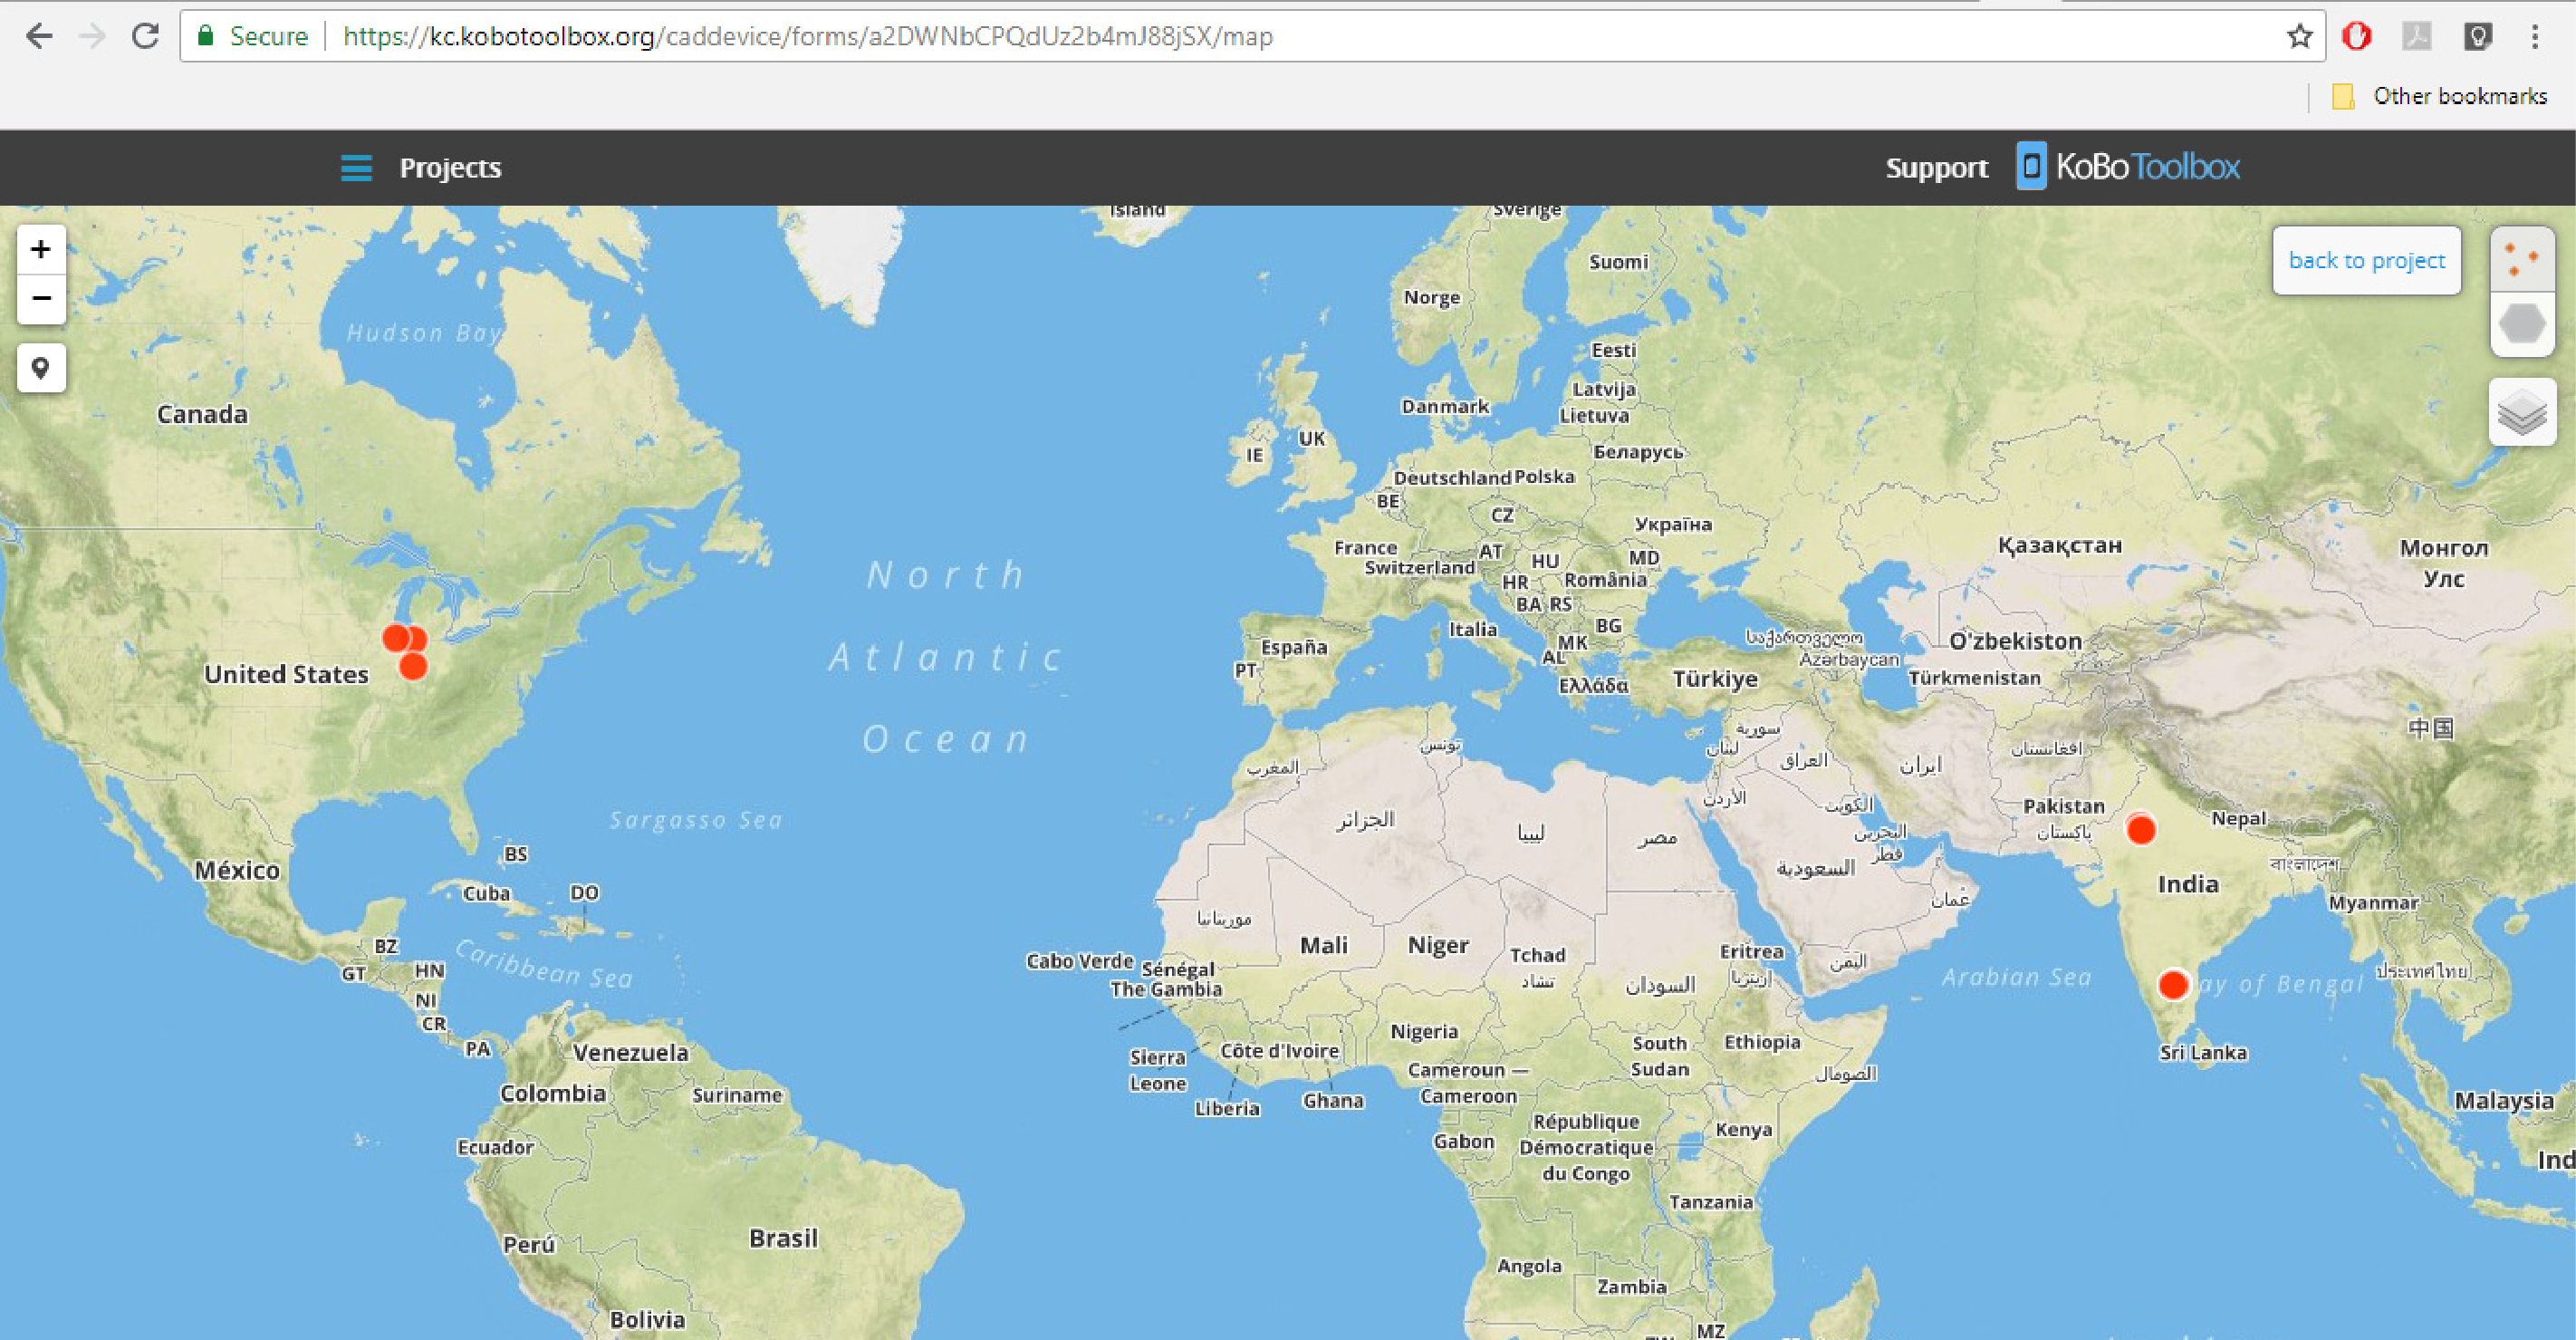 Secure
https://kc.kobotoolbox.org/caddevice/forms/a2DWNbCPQdUz2b4mJ88jSX/map
Other bookmarks
Projects
Support
KoBoToolbox
+
−
back to project
Island
Sverige
Suomi
Norge
Hudson Bay
Eesti
Latvija
Canada
Danmark
Lietuva
UK
IE
Беларусь
Deutschland
Polska
BE
CZ
Україна
North
France
AT
HU
MD
Қазақстан
Монгол
Улс
Switzerland
HR
România
BA
RS
BG
Italia
MK
საქართველო
O'zbekiston
España
Atlantic
AL
Azərbaycan
PT
United States
Ελλάδα
Türkiye
Türkmenistan
Ocean
تونس
سورية
لبنان
افغانستان
中国
المغرب
العراق
ایران
الأردن
الكويت
Pakistan
پاکستان
Nepal
Sargasso Sea
الجزائر
ليبيا
مصر
البحرين
قطر
BS
México
السعودية
বাংলাদেশ
India
Cuba
DO
عمان
Myanmar
موريتانيا
BZ
Caribbean Sea
Mali
Niger
Tchad
تشاد
Eritrea
إرتريا
اليمن
Cabo Verde
Sénégal
The Gambia
GT
HN
السودان
Arabian Sea
ay of Bengal
ประเทศไทย
NI
CR
Nigeria
PA
Venezuela
Sierra
Leone
Côte d'Ivoire
South
Sudan
Ethiopia
Sri Lanka
Cameroun —
Cameroon
الصومال
Colombia
Suriname
Liberia
Ghana
Malaysia
République
Démocratique
du Congo
Kenya
Gabon
Ecuador
Ind
Tanzania
Brasil
Perú
Angola
Zambia
Bolivia
MZ